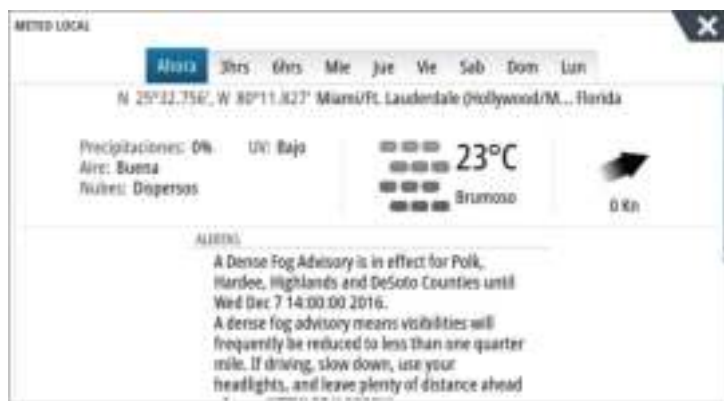 METEO LOCAL
Ahora 3hrs 6hrs Mie Jue Vie Sab Dom Lun
N 25°32.756', W 80°11.827' Miami/Ft. Lauderdale (Hollywood/M... Florida
Precipitaciones: 0% UV: Bajo
Aire: Buena
Nubes: Dispersos
23°C
Brumoso
0 Kn
ALERTAS
A Dense Fog Advisory is in effect for Polk,
Hardee, Highlands and DeSoto Counties until
Wed Dec 7 14:00:00 2016.
A dense fog advisory means visibilities will
frequently be reduced to less than one quarter
mile. If driving, slow down, use your
headlights, and leave plenty of distance ahead